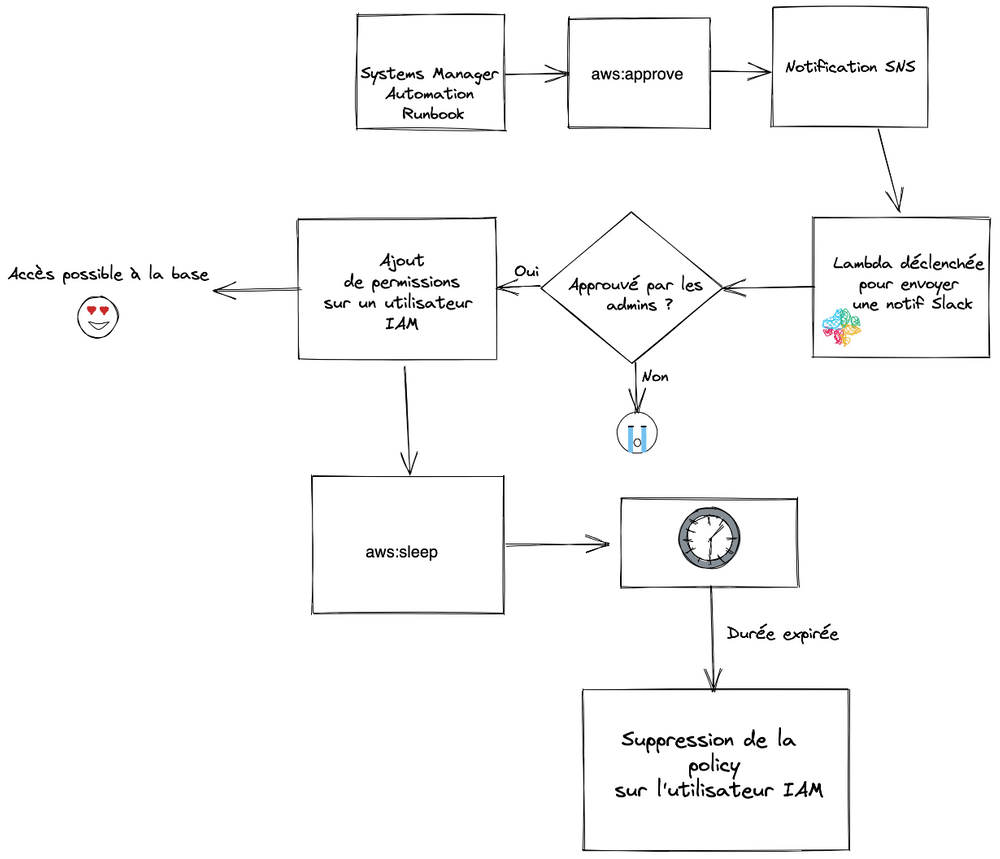 Systems Manager
Automation
Runbook
aws:approve
Notification SNS
Lambda déclenchée
pour envoyer
une notif Slack
Approuvé par les
admins ?
Oui
Non
Ajout
de permissions
sur un utilisateur
IAM
Accès possible à la base
aws:sleep
Durée expirée
Suppression de la
policy
sur l'utilisateur IAM